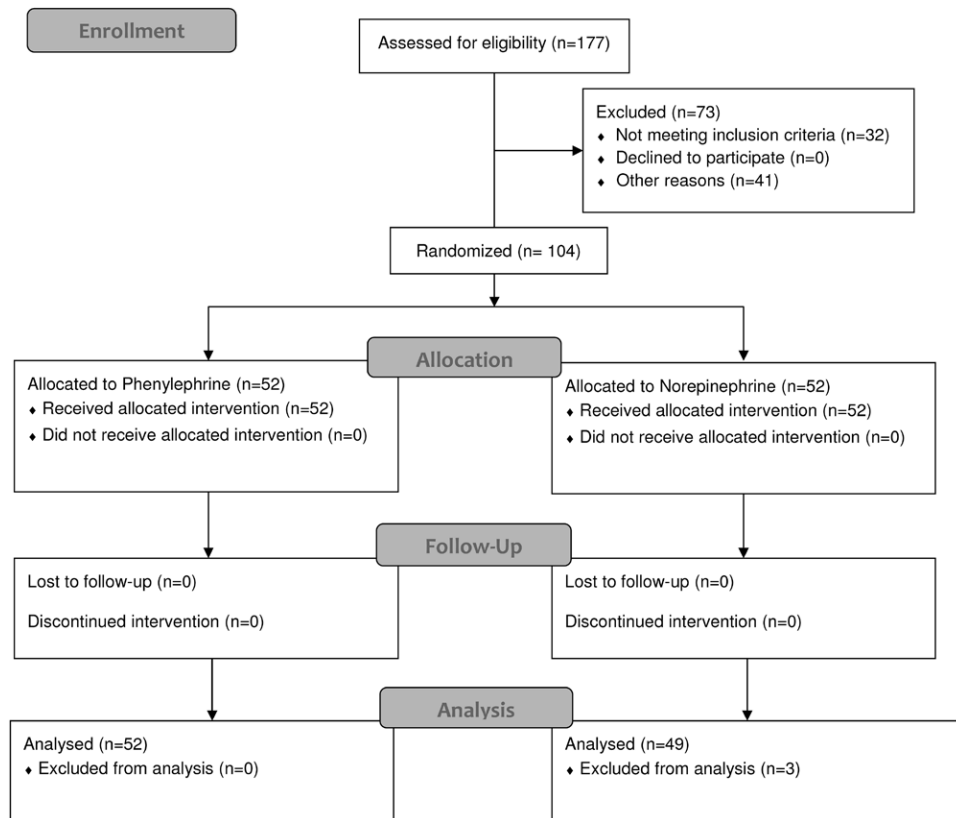 Enrollment
Assessed for eligibility (n=177)
Excluded (n=73)
♦ Not meeting inclusion criteria (n=32)
♦ Declined to participate (n=0)
♦ Other reasons (n=41)
Randomized (n= 104)
Allocation
Allocated to Phenylephrine (n=52)
♦ Received allocated intervention (n=52)
♦ Did not receive allocated intervention (n=0)
Allocated to Norepinephrine (n=52)
♦ Received allocated intervention (n=52)
♦ Did not receive allocated intervention (n=0)
Follow-Up
Lost to follow-up (n=0)
Discontinued intervention (n=0)
Lost to follow-up (n=0)
Discontinued intervention (n=0)
Analysis
Analysed (n=52)
♦ Excluded from analysis (n=0)
Analysed (n=49)
♦ Excluded from analysis (n=3)